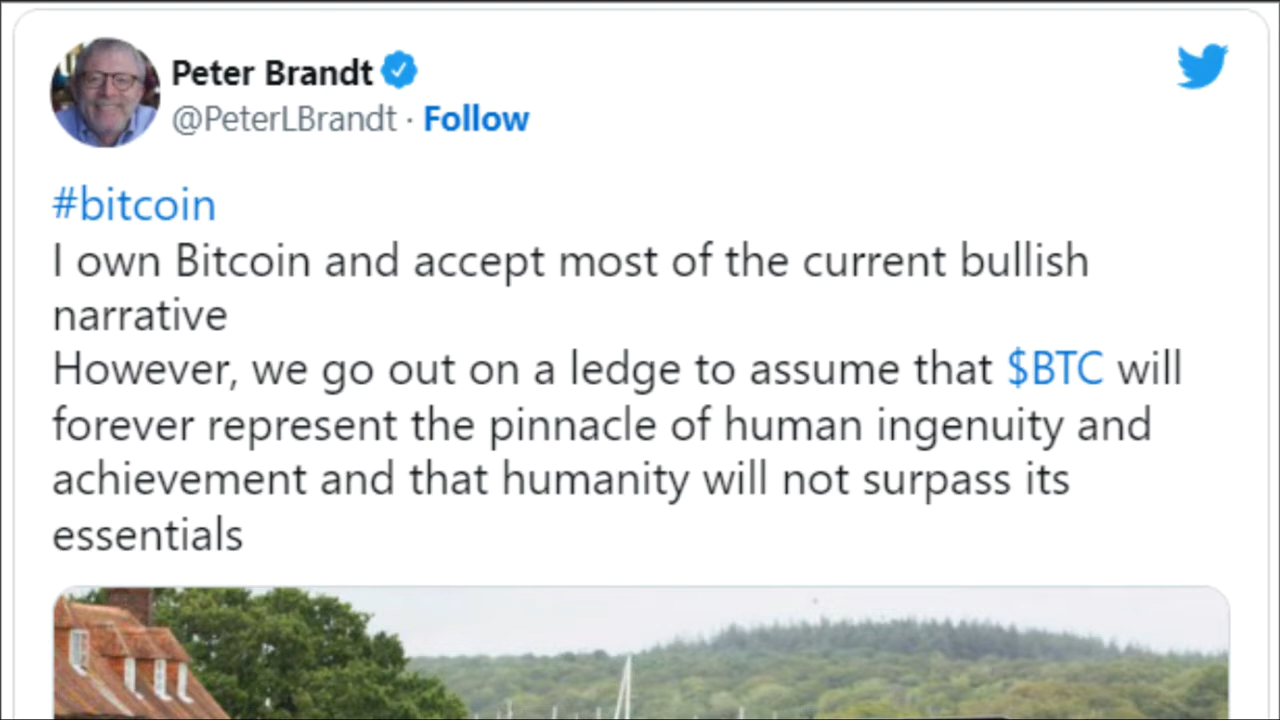 Peter Brandt
@PeterLBrandt · Follow
#bitcoin
I own Bitcoin and accept most of the current bullish
narrative
However, we go out on a ledge to assume that $BTC will
forever represent the pinnacle of human ingenuity and
achievement and that humanity will not surpass its
essentials